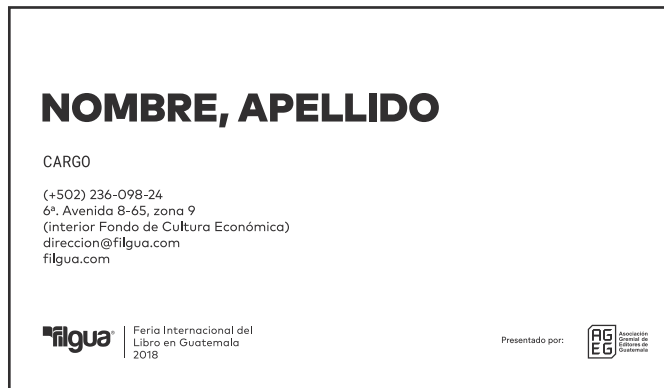 NOMBRE, APELLIDO
CARGO
(+502) 236-098-24
6ª. Avenida 8-65, zona 9
(interior Fondo de Cultura Económica)
direccion@filgua.com
filgua.com
filgua®
Feria Internacional del
Libro en Guatemala
2018
Presentado por:
AG
EG
Asociación
Gremial de
Editores de
Guatemala